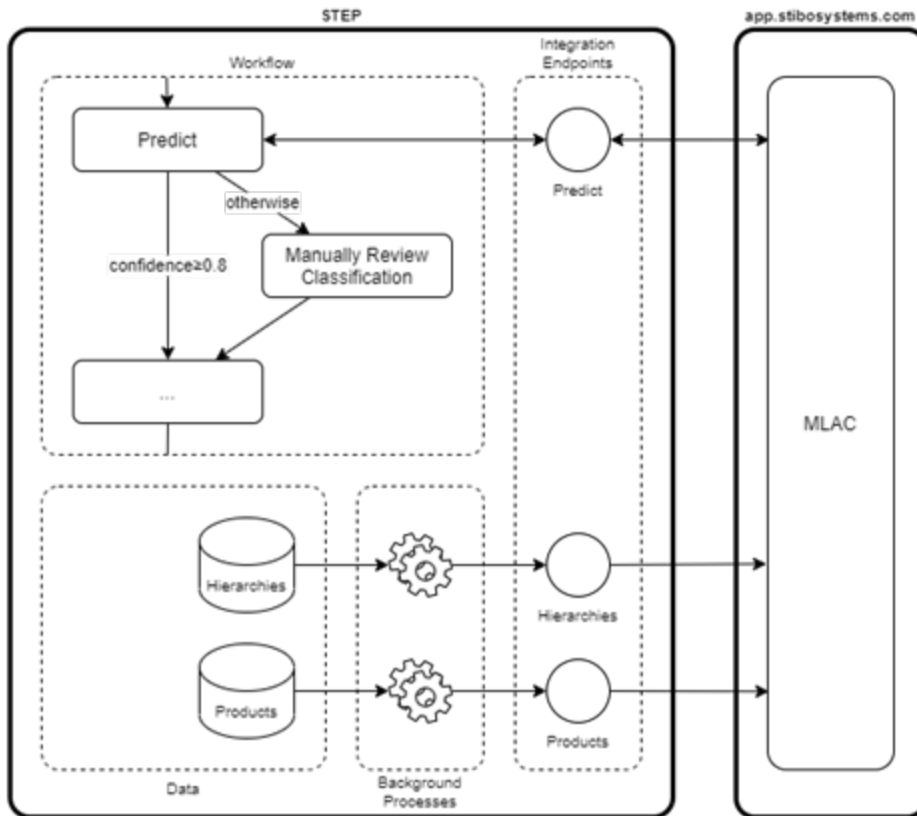 STEP
app.stibosystems.com
Workflow
Integration
Endpoints
Predict
Predict
otherwise
confidence≥0.8
Manually Review
Classification
...
MLAC
Hierarchies
Hierarchies
Products
Products
Data
Background
Processes